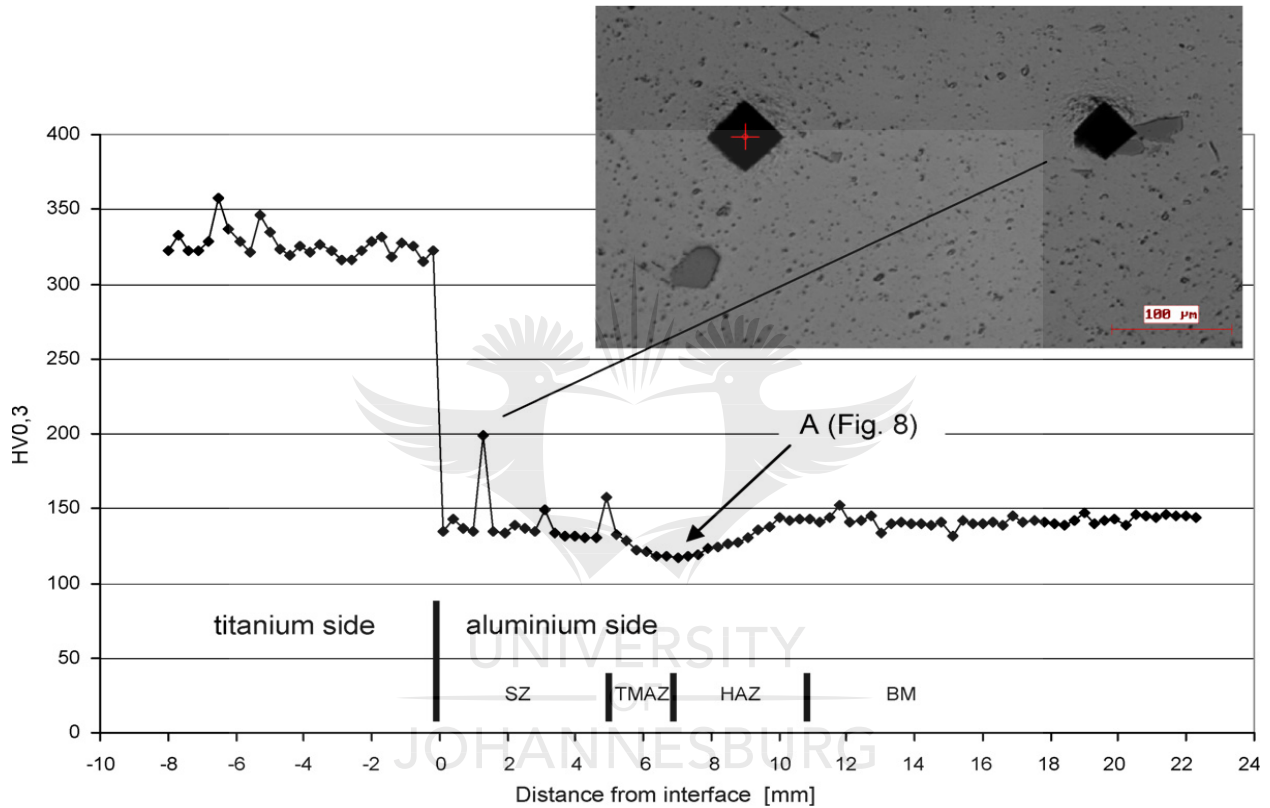 100 µm
400
350
300
250
200
150
100
50
0
HV0,3
A (Fig. 8)
titanium side
aluminium side
SZ
TMAZ
HAZ
BM
UNIVERSITY
OF
JOHANNESBURG
-10 -8 -6 -4 -2 0 2 4 6 8 10 12 14 16 18 20 22 24
Distance from interface [mm]